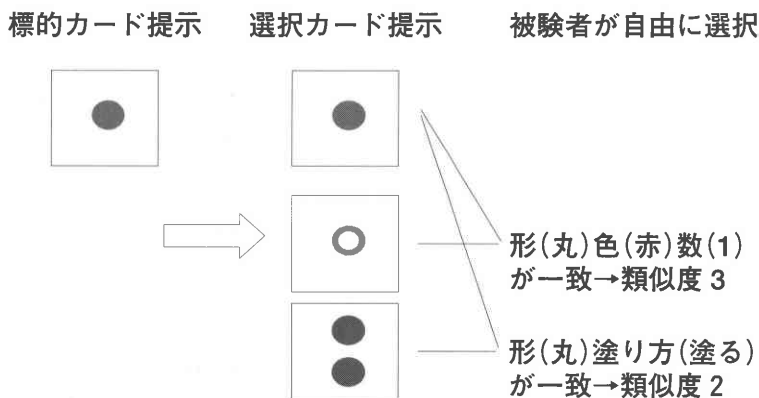 標的カード提示
選択カード提示
被験者が自由に選択
形(丸)色(赤)数(1)
が一致→類似度 3
形(丸)塗り方(塗る)
が一致→類似度 2